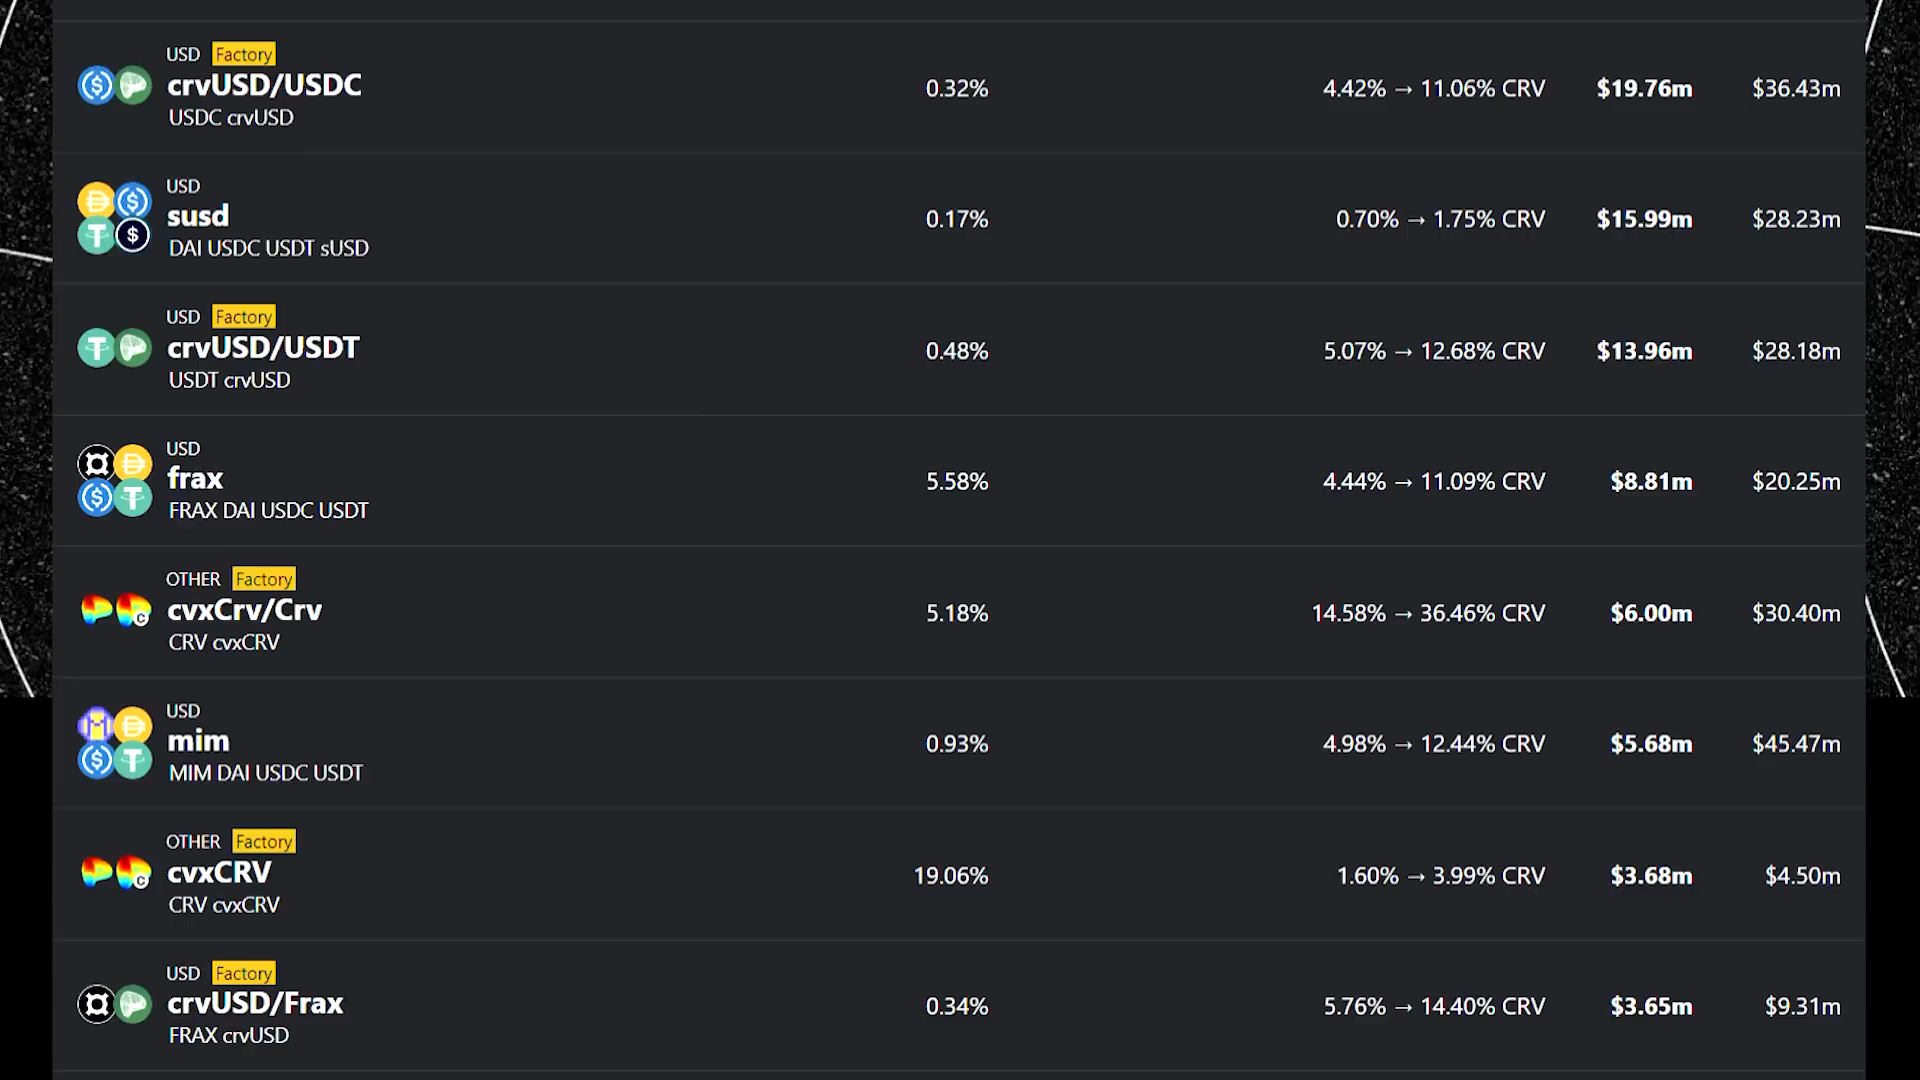 USD Factory
crvUSD/USDC
USDC crvUSD
0.32%
4.42% → 11.06% CRV
$19.76m
$36.43m
USD
susd
DAI USDC USDT sUSD
0.17%
0.70% → 1.75% CRV
$15.99m
$28.23m
USD Factory
crvUSD/USDT
USDT crvUSD
0.48%
5.07% → 12.68% CRV
$13.96m
$28.18m
USD
frax
FRAX DAI USDC USDT
5.58%
4.44% → 11.09% CRV
$8.81m
$20.25m
OTHER Factory
cvxCrv/Crv
CRV cvxCRV
5.18%
14.58% → 36.46% CRV
$6.00m
$30.40m
USD
mim
MIM DAI USDC USDT
0.93%
4.98% → 12.44% CRV
$5.68m
$45.47m
OTHER Factory
cvxCRV
CRV cvxCRV
19.06%
1.60% → 3.99% CRV
$3.68m
$4.50m
USD Factory
crvUSD/Frax
FRAX crvUSD
0.34%
5.76% → 14.40% CRV
$3.65m
$9.31m